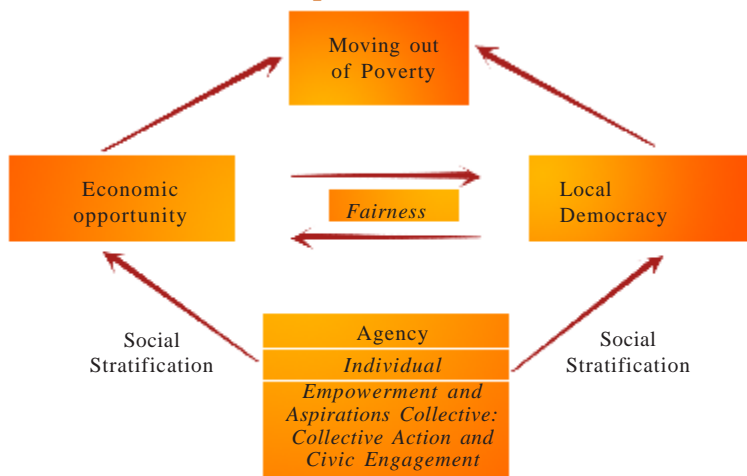 Moving out
of Poverty
Economic
opportunity
Fairness
Local
Democracy
Social
Stratification
Agency
Individual
Empowerment and
Aspirations Collective:
Collective Action and
Civic Engagement
Social
Stratification